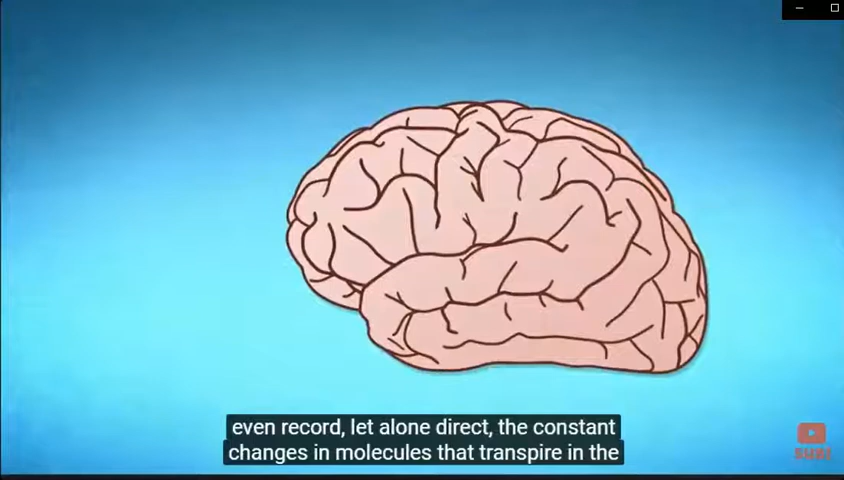 even record, let alone direct, the constant
changes in molecules that transpire in the